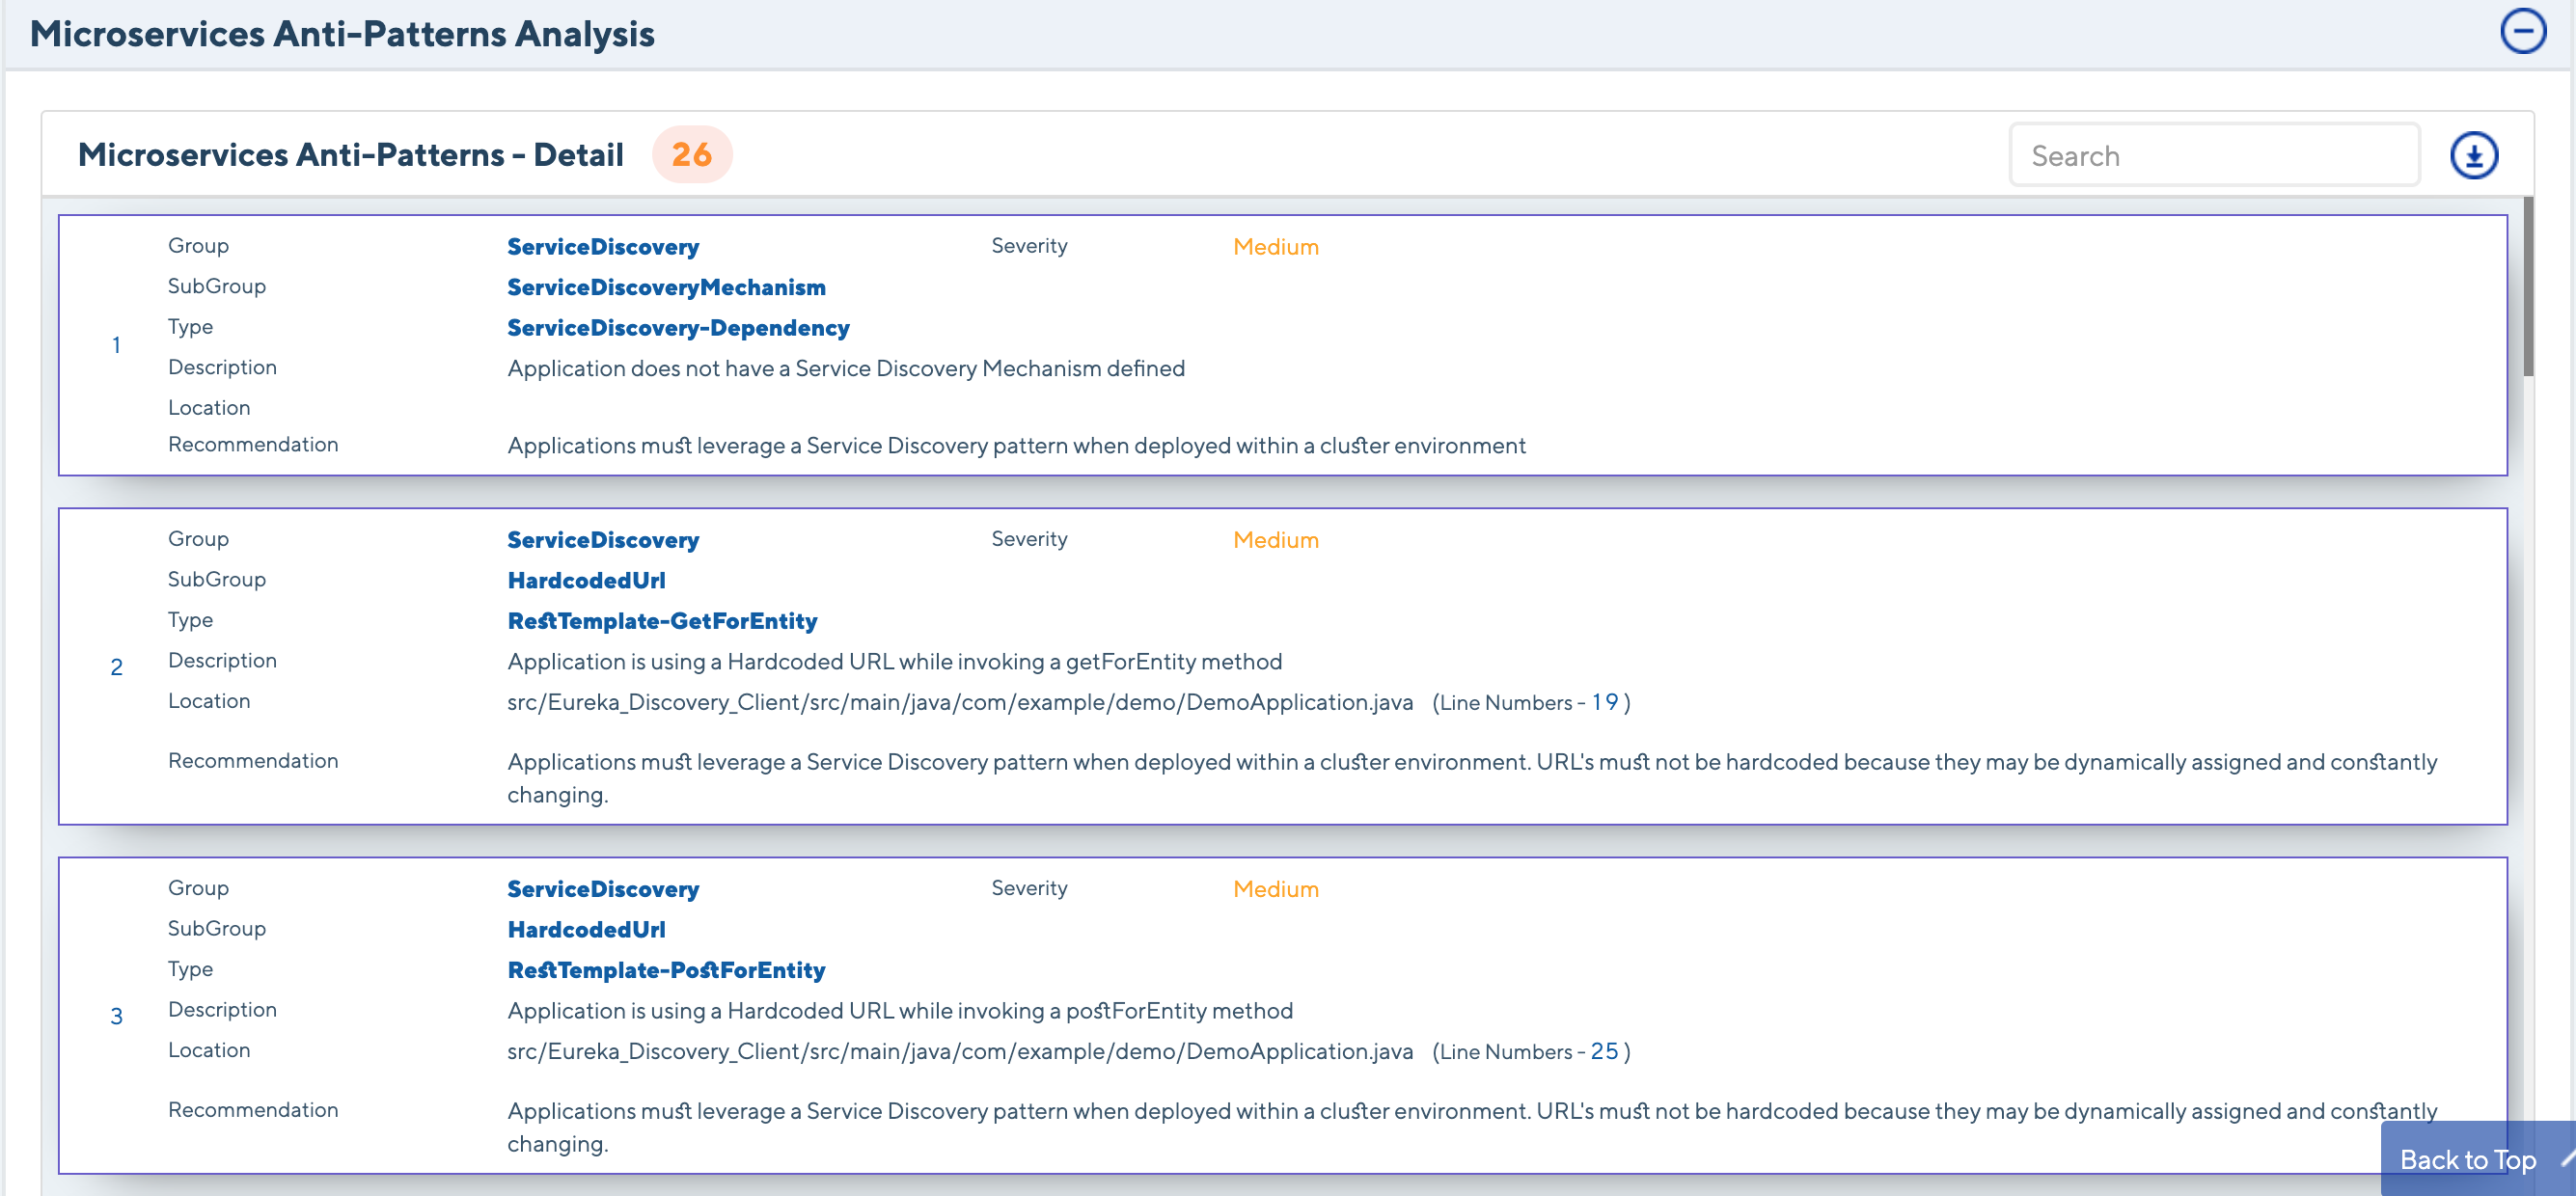 Microservices Anti-Patterns Analysis
Microservices Anti-Patterns - Detail 26 Search
Group ServiceDiscovery Severity Medium
SubGroup ServiceDiscoveryMechanism
Type ServiceDiscovery-Dependency
1
Description Application does not have a Service Discovery Mechanism defined
Location
Recommendation Applications must leverage a Service Discovery pattern when deployed within a cluster environment
Group ServiceDiscovery Severity Medium
SubGroup HardcodedUrl
Type RestTemplate-GetForEntity
2 Description Application is using a Hardcoded URL while invoking a getForEntity method
Location src/Eureka_Discovery_Client/src/main/java/com/example/demo/DemoApplication.java (Line Numbers - 19 )
Recommendation Applications must leverage a Service Discovery pattern when deployed within a cluster environment. URL's must not be hardcoded because they may be dynamically assigned and constantly
changing.
Group ServiceDiscovery Severity Medium
SubGroup HardcodedUrl
Type RestTemplate-PostForEntity
3 Description Application is using a Hardcoded URL while invoking a postForEntity method
Location src/Eureka_Discovery_Client/src/main/java/com/example/demo/DemoApplication.java (Line Numbers - 25 )
Recommendation Applications must leverage a Service Discovery pattern when deployed within a cluster environment. URL's must not be hardcoded because they may be dynamically assigned and constantly
changing.
Back to Top